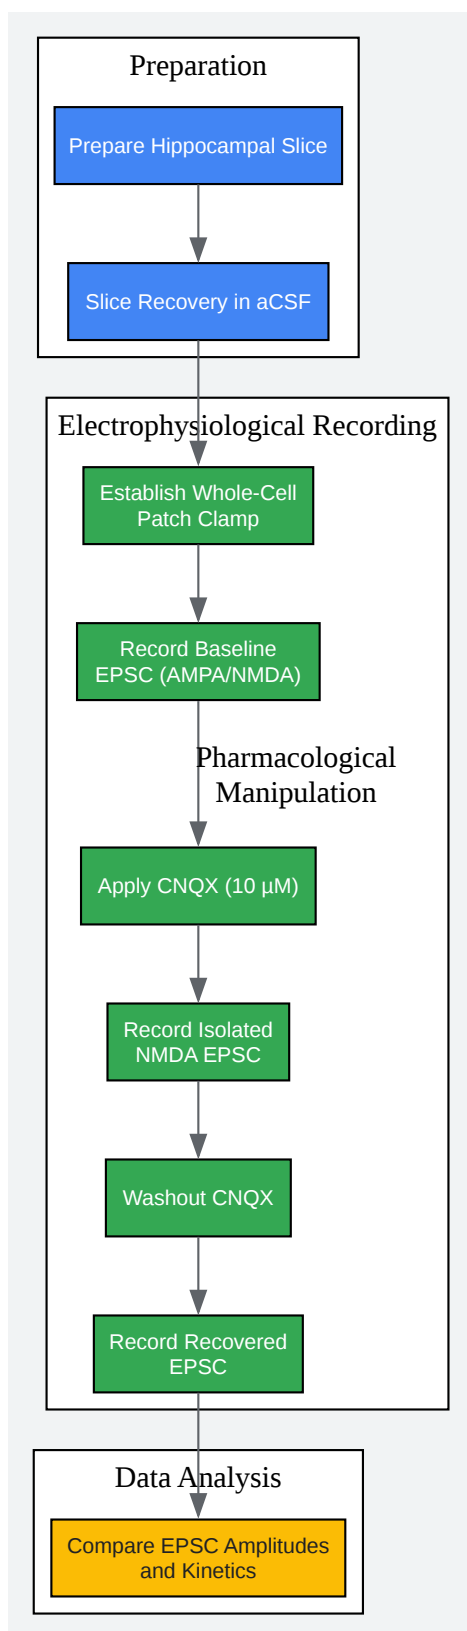 Preparation
Prepare Hippocampal Slice
Slice Recovery in aCSF
Electrophysiological Recording
Establish Whole-Cell
Patch Clamp
Record Baseline
EPSC (AMPA/NMDA)
Pharmacological
Manipulation
Apply CNQX (10 µM)
Record Isolated
NMDA EPSC
Washout CNQX
Record Recovered
EPSC
Data Analysis
Compare EPSC Amplitudes
and Kinetics